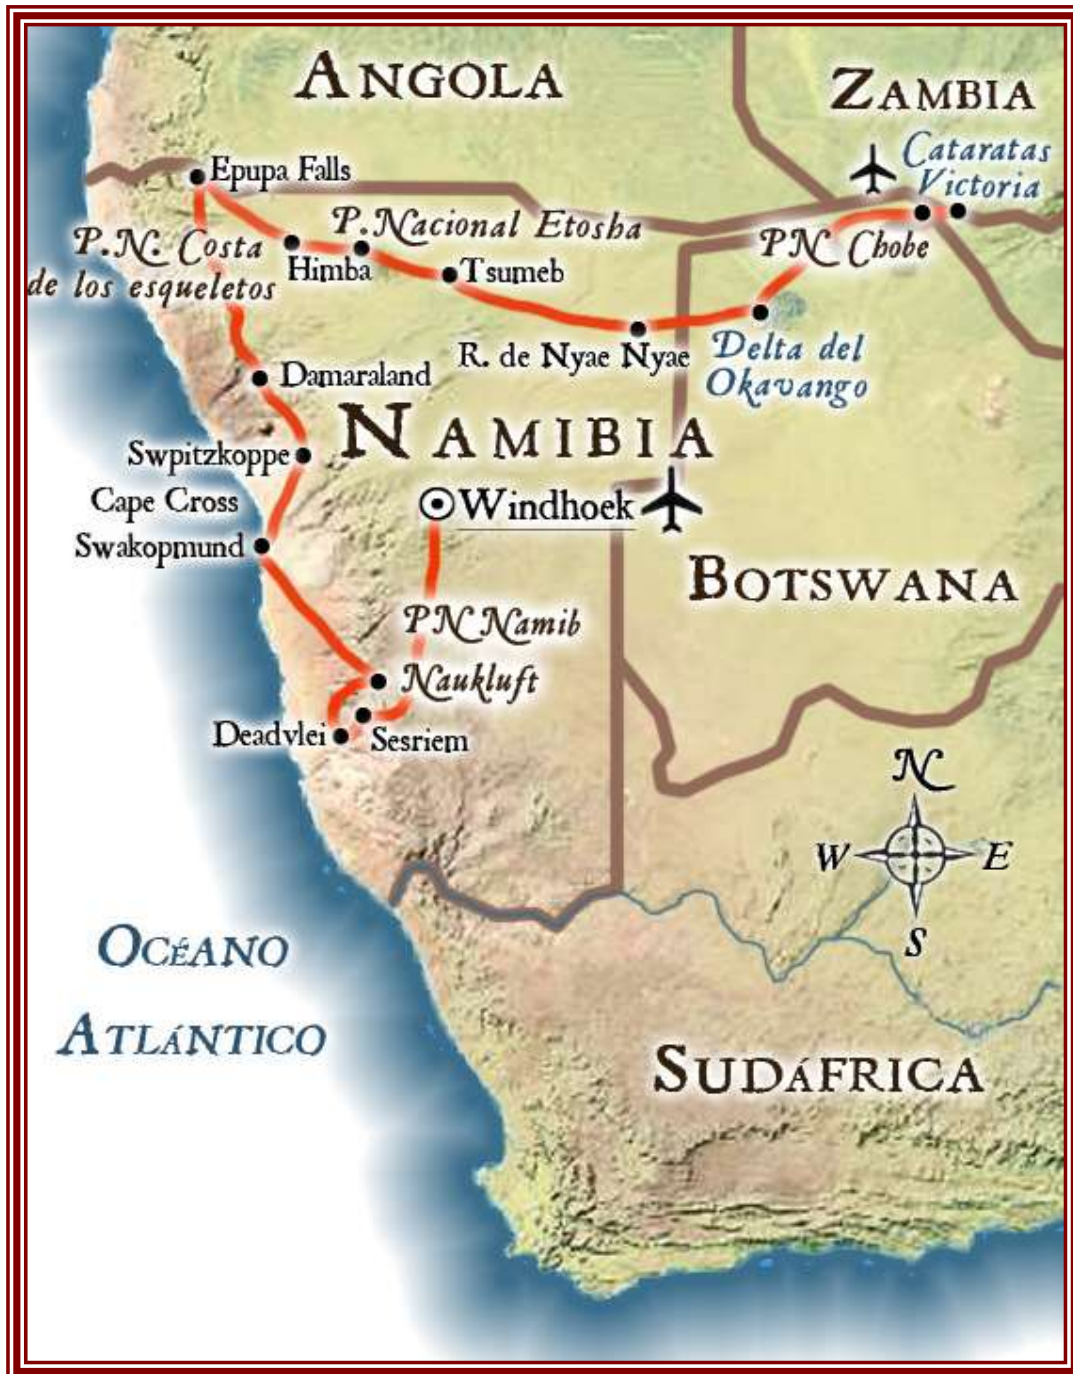 ANGOLA
ZAMBIA
Cataratas
Victoria
Epupa Falls
P. Nacional Etosha
P.N. Costa
de los esqueletos
Himba
Tsumeb
PN Chobe
R. de Nyae Nyae
Delta del
Okavango
Damaraland
NAMIBIA
Swpitzkoppe
Cape Cross
Windhoek
Swakopmund
BOTSWANA
PN Namib
Naukluft
Deadvlei
Sesriem
N
W
E
S
OCÉANO
ATLÁNTICO
SUDÁFRICA